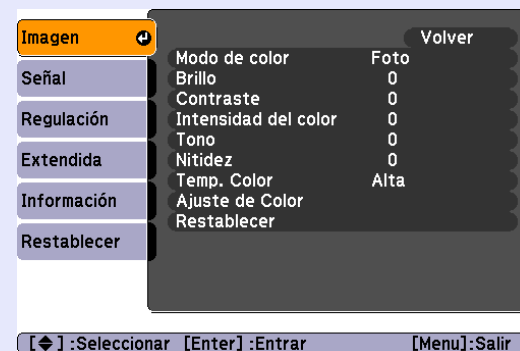 Imagen
Señal
Regulación
Extendida
Información
Restablecer
Volver
Modo de color Foto
Brillo 0
Contraste 0
Intensidad del color 0
Tono 0
Nitidez 0
Temp. Color Alta
Ajuste de Color
Restablecer
[◆] :Seleccionar [Enter] :Entrar [Menu]:Salir